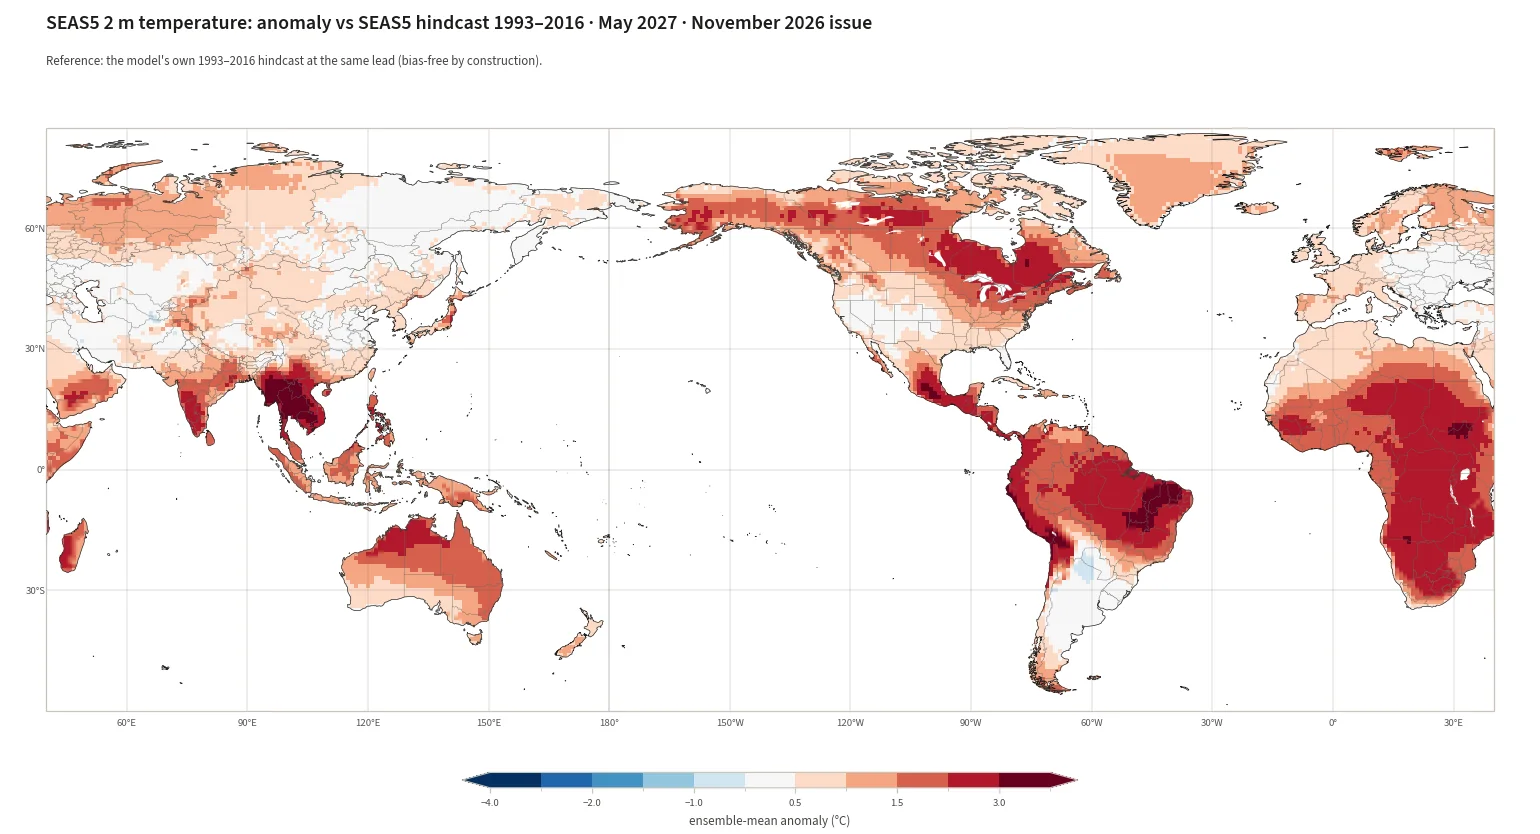 SEAS5 2 m temperature: anomaly vs SEAS5 hindcast 1993–2016 · May 2027 · November 2026 issue
Reference: the model's own 1993–2016 hindcast at the same lead (bias-free by construction).
60°N
30°N
0°
30°S
60°E
90°E
120°E
150°E
180°
150°W
120°W
90°W
60°W
30°W
0°
30°E
−4.0
−2.0
−1.0
0.5
1.5
3.0
ensemble-mean anomaly (°C)